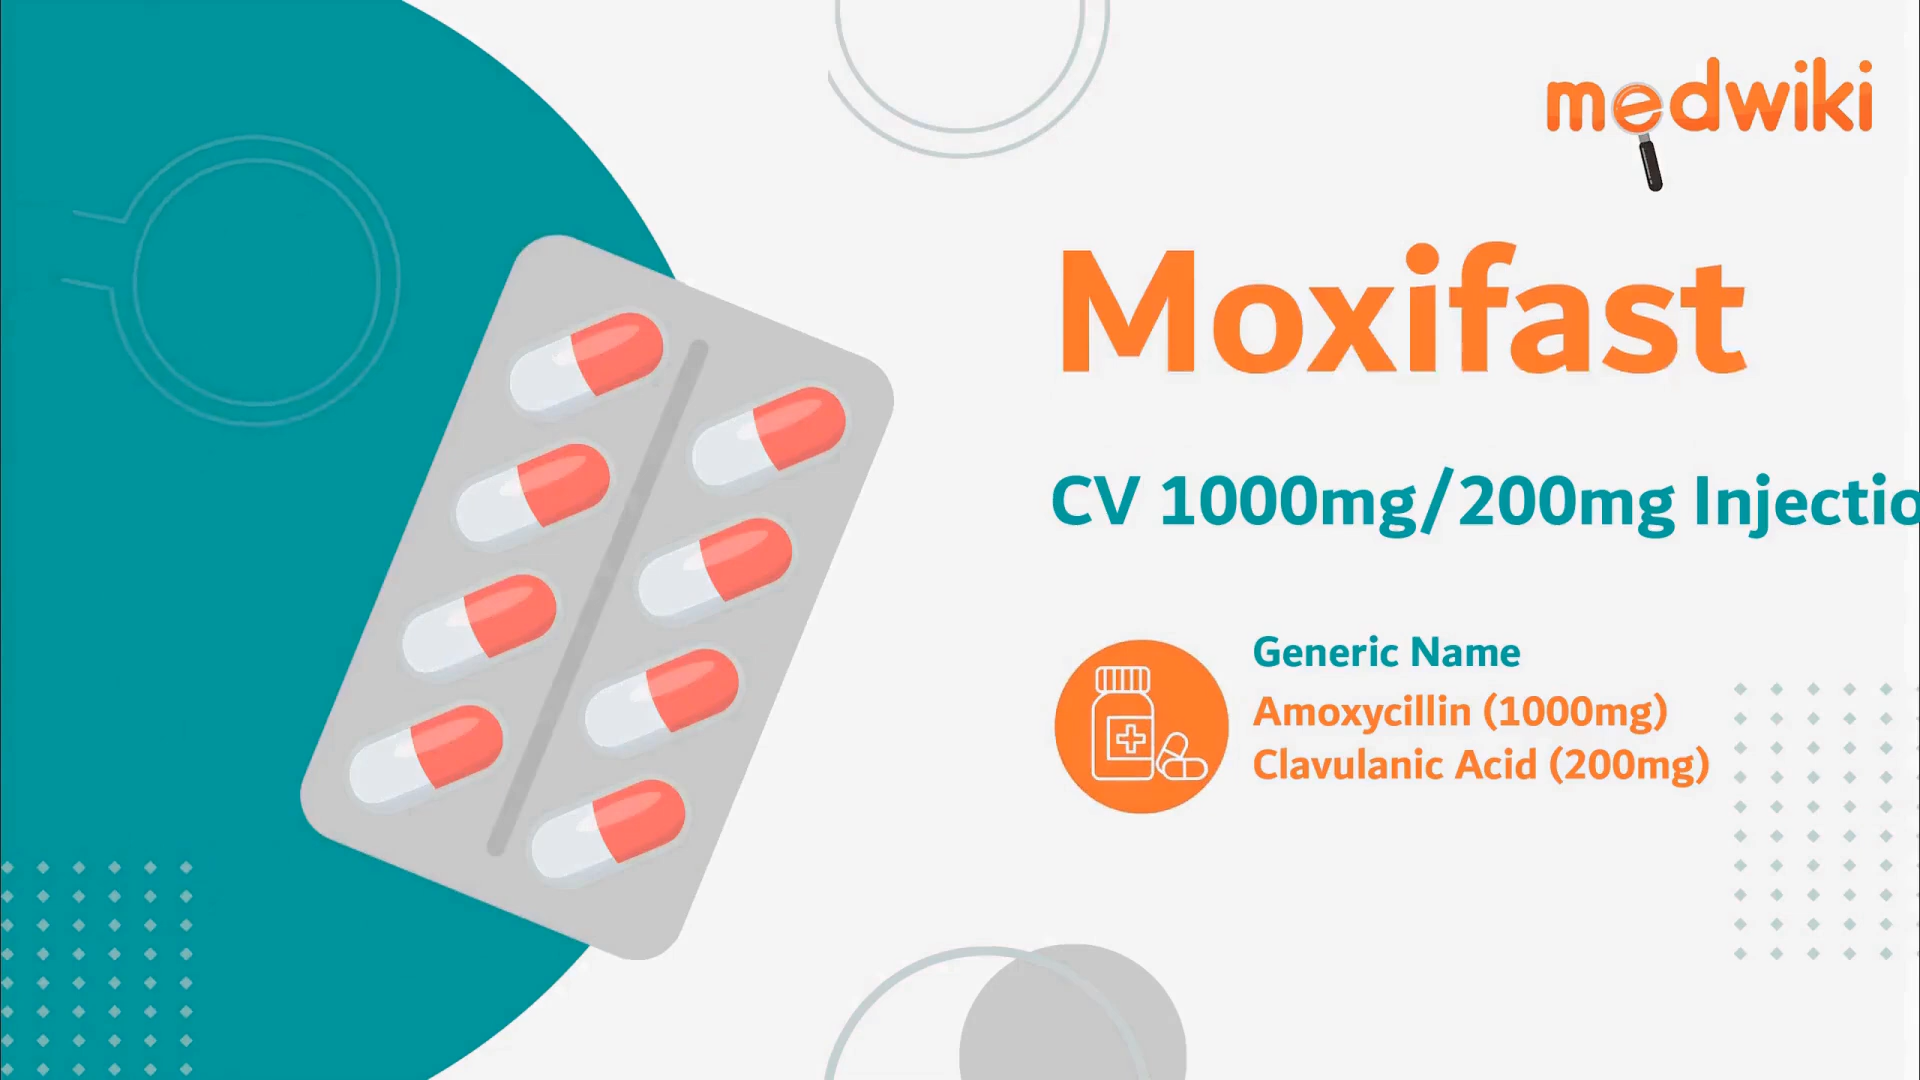 medwiki
Moxifast
CV 1000mg/200mg Injectio
Generic Name
Amoxycillin (1000mg)
Clavulanic Acid (200mg)